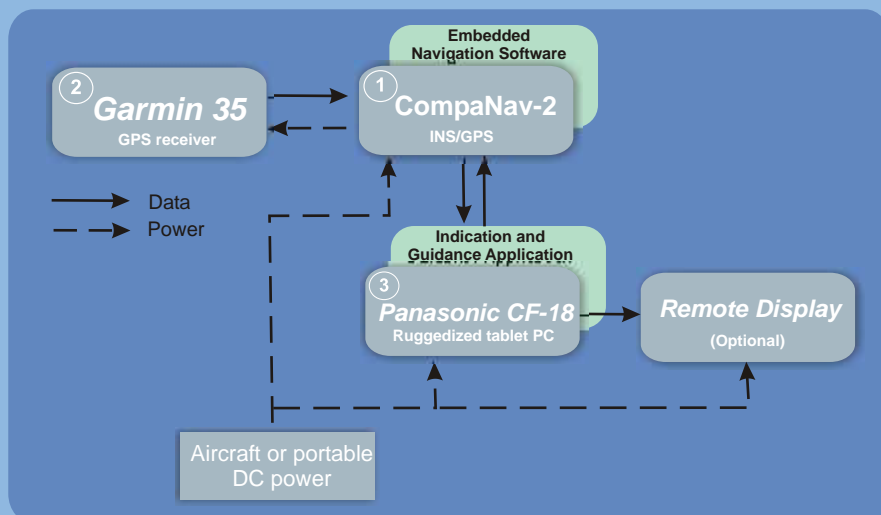 Embedded
Navigation Software
1
CompaNav-2
INS/GPS
2
Garmin 35
GPS receiver
Data
Power
Indication and
Guidance Application
3
Panasonic CF-18
Ruggedized tablet PC
Remote Display
(Optional)
Aircraft or portable
DC power